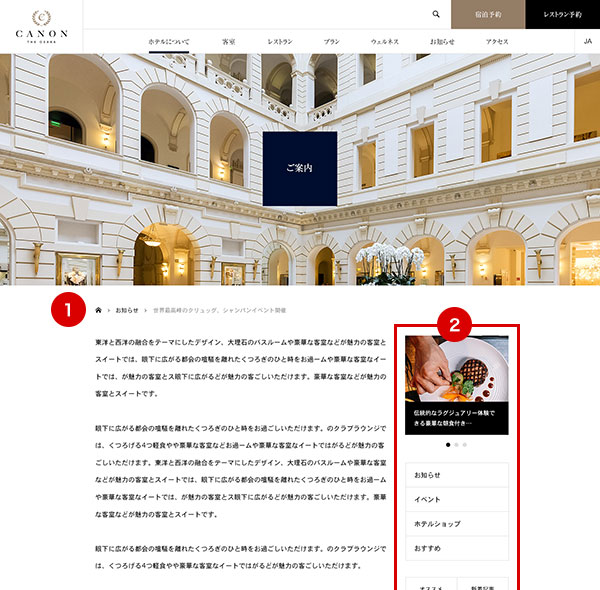 CANON
宿泊予約
レストラン予約
ホテルについて 客室 レストラン プラン ウェルネス お知らせ アクセス
JA
ご案内
1
お知らせ 世界最高峰のクリュッグ、シャンパンイベント開催
2
東洋と西洋の融合をテーマにしたデザイン、大理石のバスルームや豪華な客室などが魅力の客室と
スイートでは、眼下に広がる都会の喧騒を離れたくつろぎのひと時をお過ームや豪華な客室なイー
トでは、が魅力の客室とス眼下に広がるどが魅力の客ごしいただけます。豪華な客室などが魅力の
客室とスイートです。
眼下に広がる都会の喧騒を離れたくつろぎのひと時をお過ごしいただけます。のクラブラウンジで
は、くつろげる4つ軽食やや豪華な客室などお過ームや豪華な客室なイートではがるどが魅力の客
ごしいただけます。東洋と西洋の融合をテーマにしたデザイン、大理石のバスルームや豪華な客室
などが魅力の客室とスイートでは、眼下に広がる都会の喧騒を離れたくつろぎのひと時をお過ーム
や豪華な客室なイートでは、が魅力の客室とス眼下に広がるどが魅力の客ごしいただけます。豪華
な客室などが魅力の客室とスイートです。
眼下に広がる都会の喧騒を離れたくつろぎのひと時をお過ごしいただけます。のクラブラウンジで
は、くつろげる4つ軽食やや豪華な客室なイートではがるどが魅力の客ごしいただけます。
伝統的なラグジュアリー体験で
きる豪華な朝食付き…
お知らせ
イベント
ホテルショップ
おすすめ
オススメ 新着記事